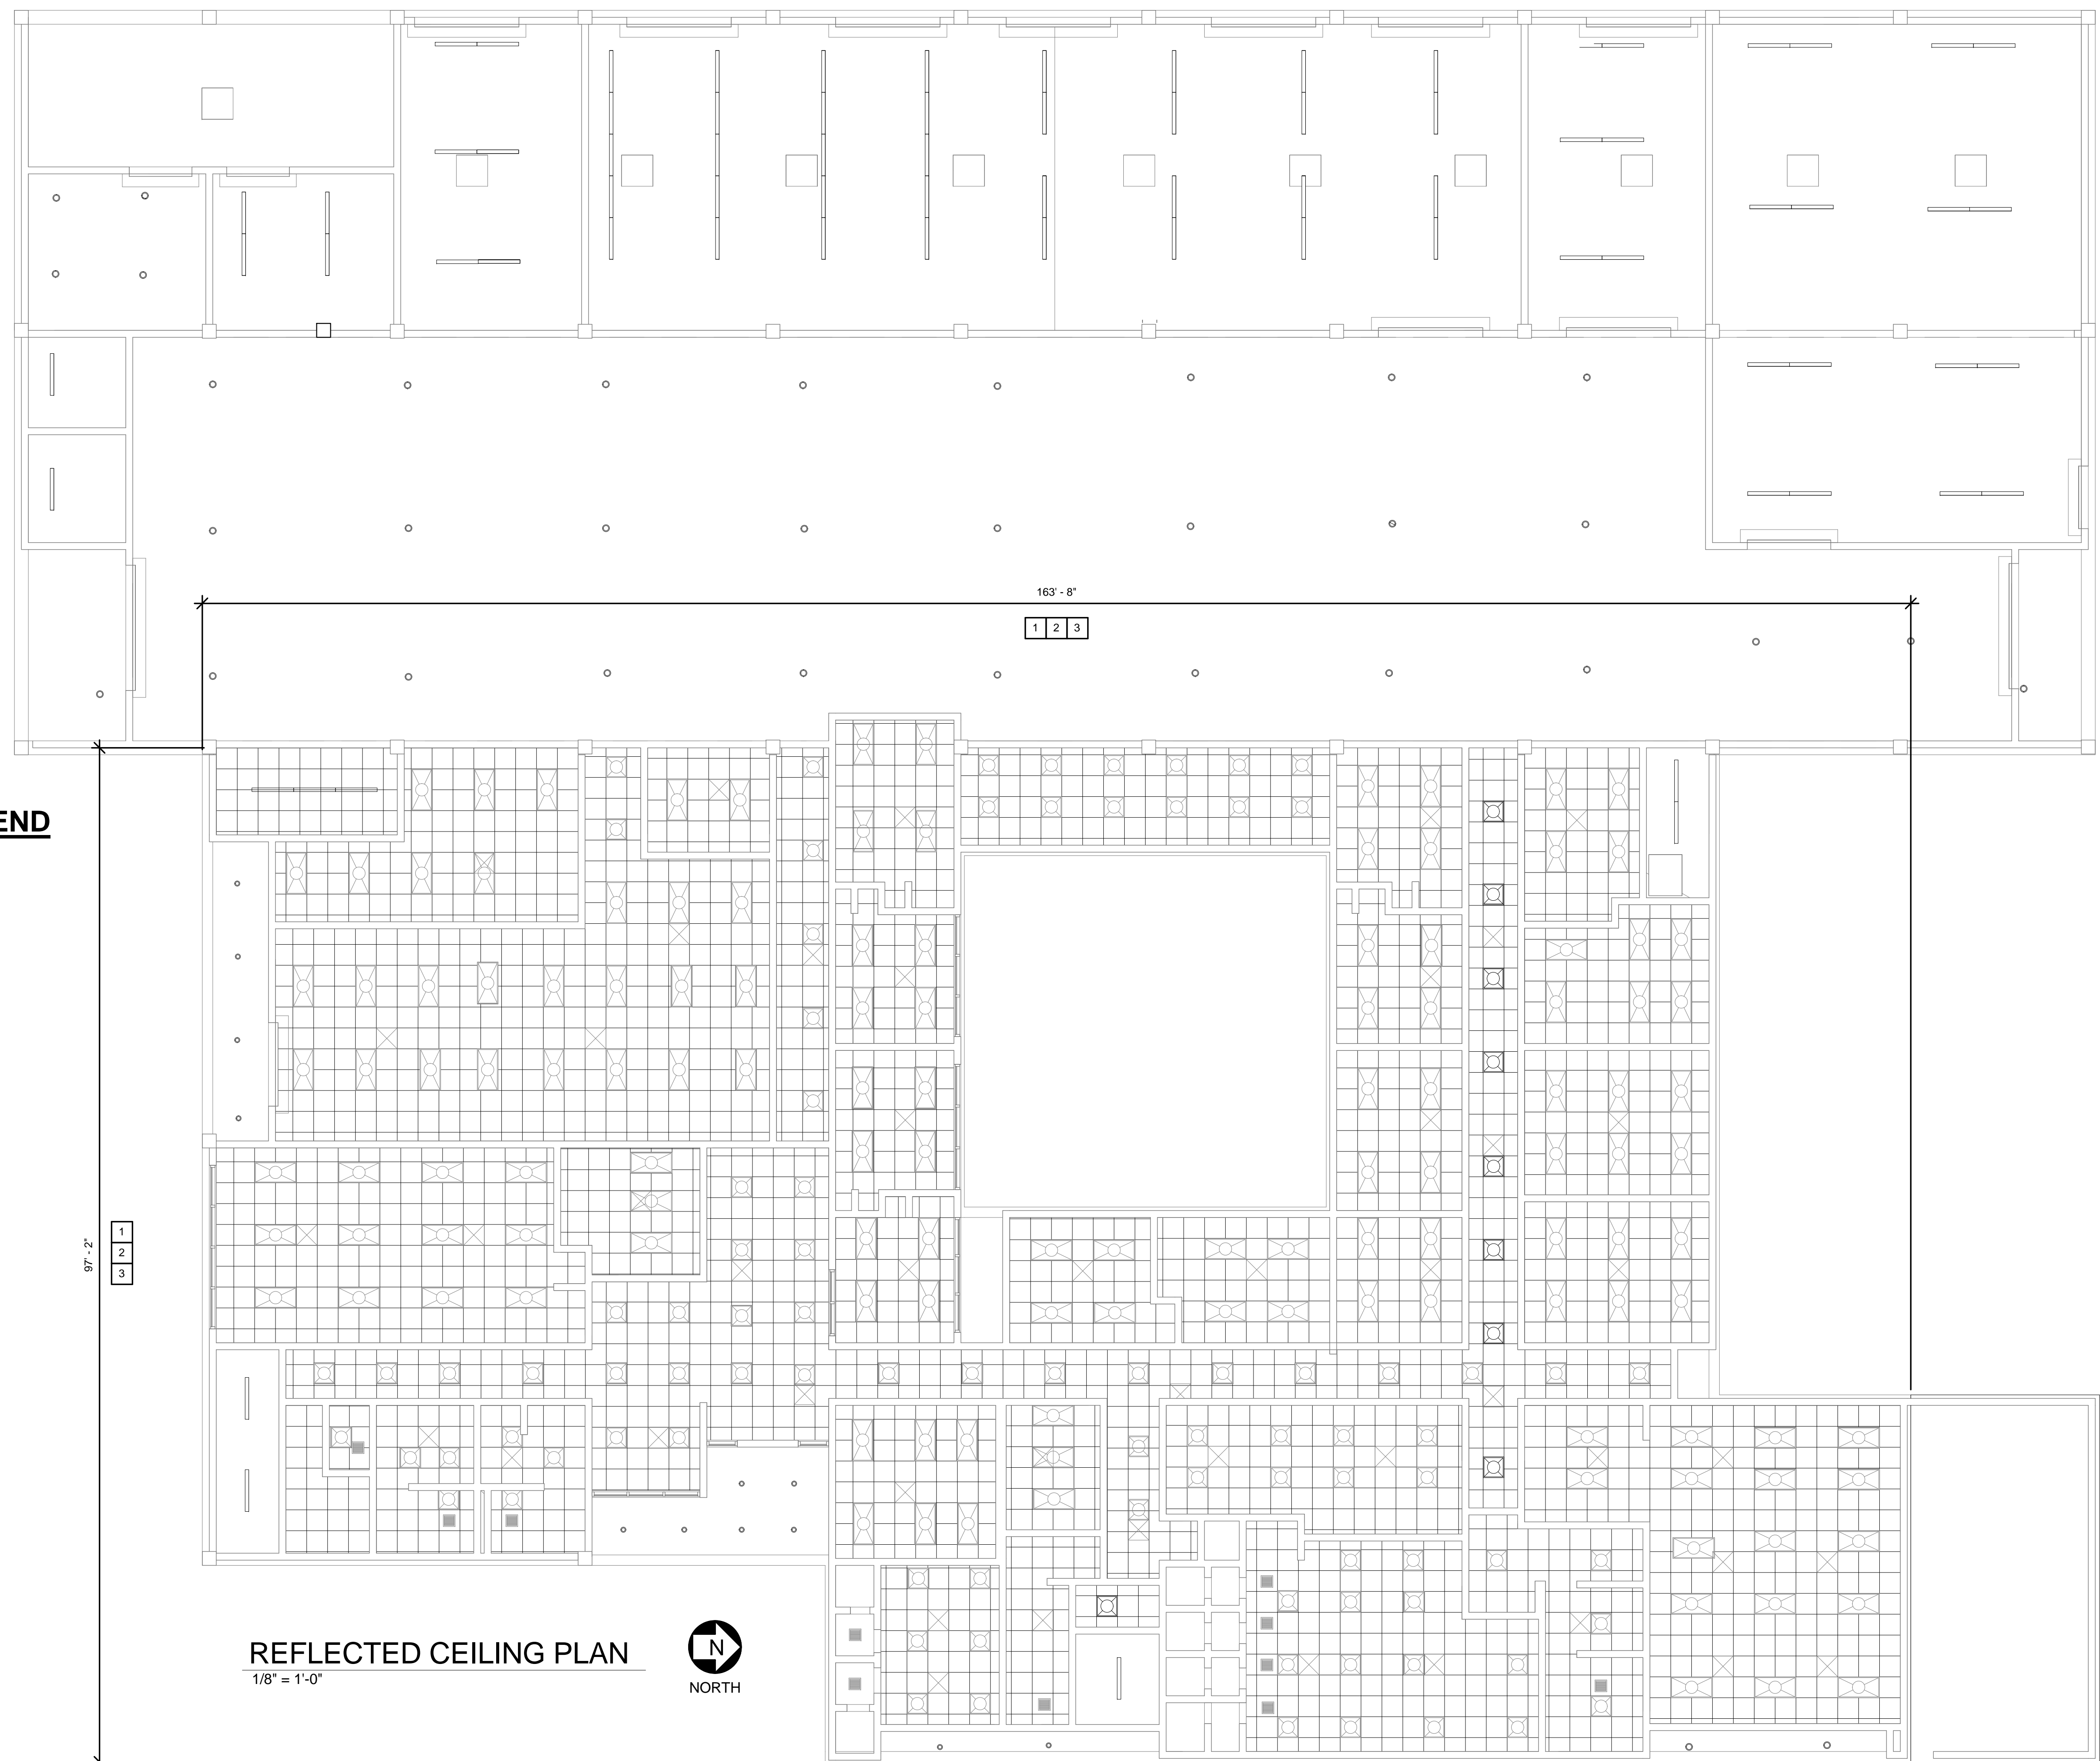 163' - 8"
1 2 3
END
97' - 2"
1
2
3
REFLECTED CEILING PLAN
1/8" = 1'-0"
N
NORTH